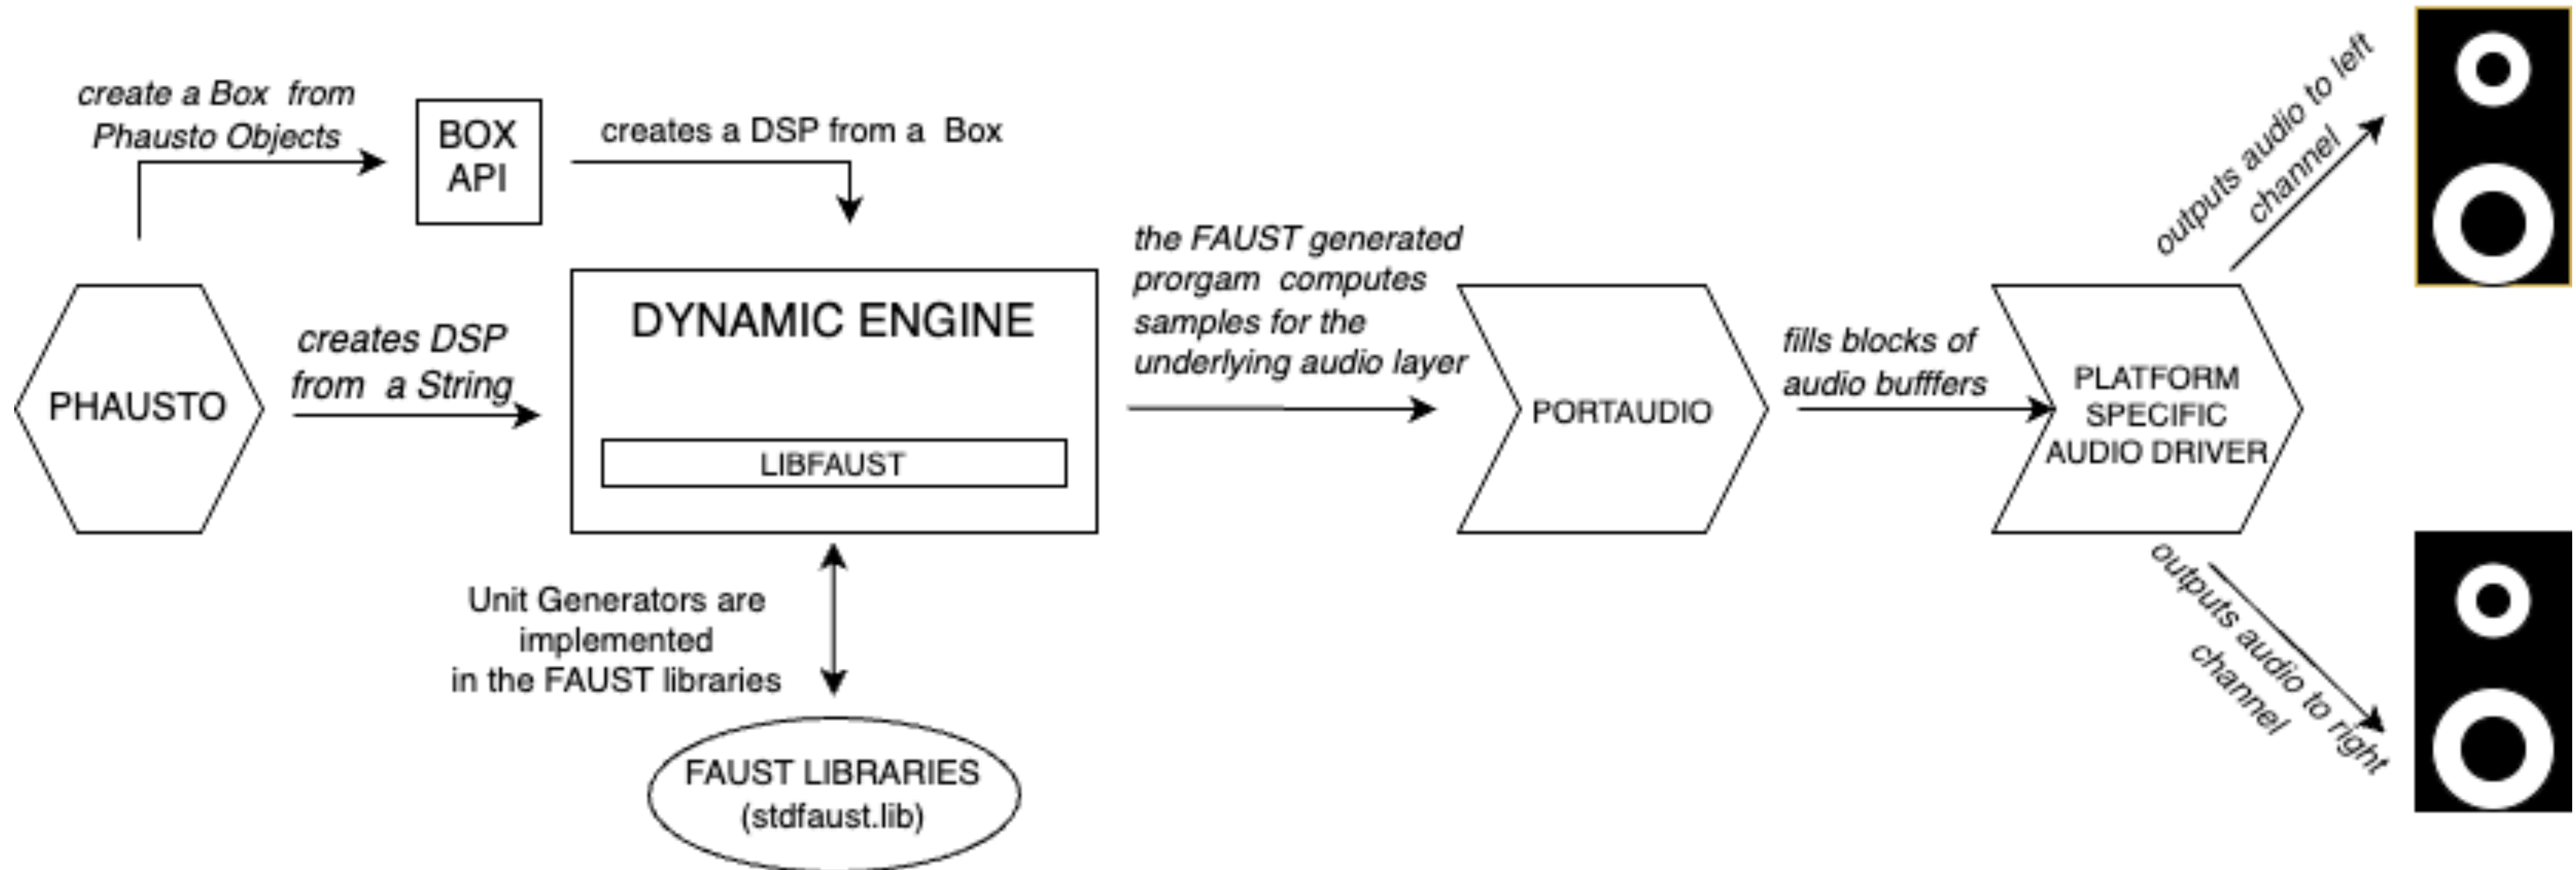 create a Box from
Phausto Objects
BOX
API
creates a DSP from a Box
PHAUSTO
creates DSP
from a String
DYNAMIC ENGINE
LIBFAUST
Unit Generators are
implemented
in the FAUST libraries
FAUST LIBRARIES
(stdfaust.lib)
the FAUST generated
prorgam computes
samples for the
underlying audio layer
PORTAUDIO
fills blocks of
audio bufffers
PLATFORM
SPECIFIC
AUDIO DRIVER
outputs audio to left
channel
outputs audio to right
channel